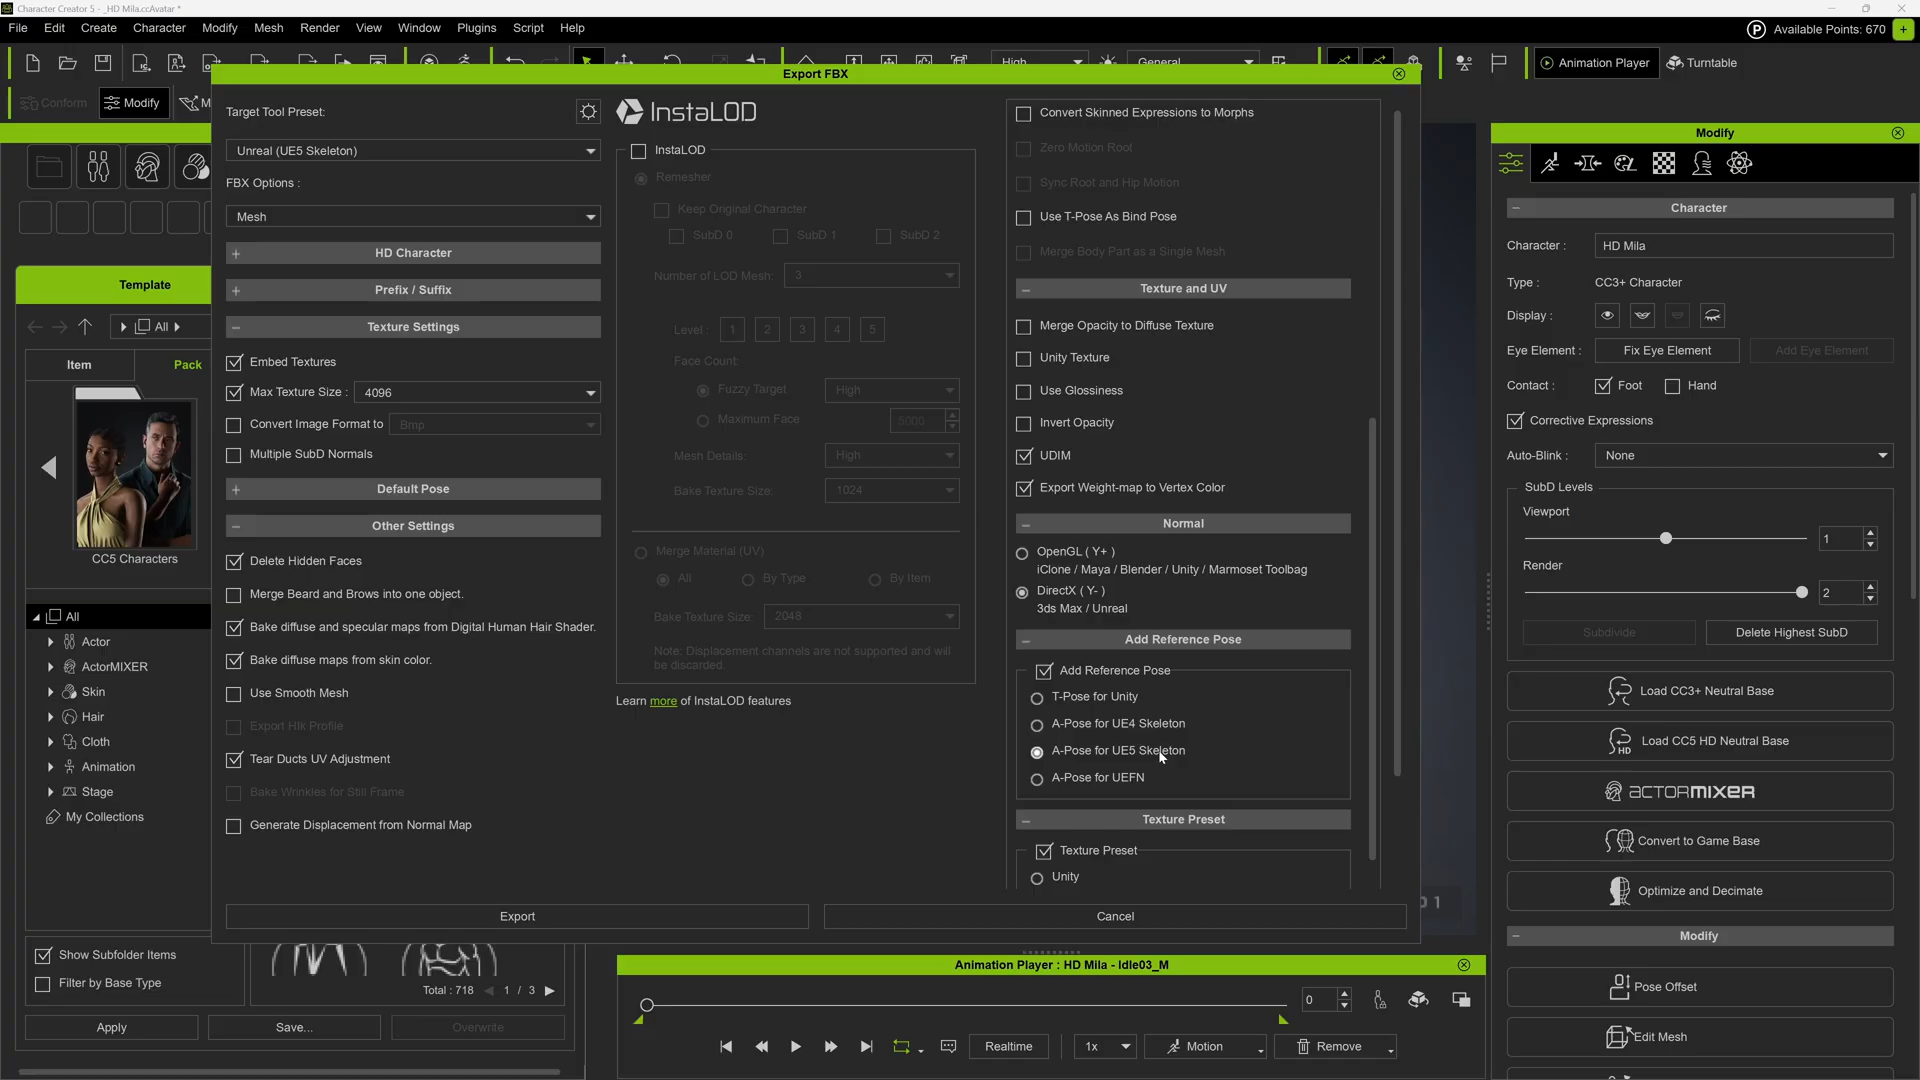 Character Creator 5 - _HD Mila.ccAvatar *
File Edit Create Character Modify Mesh Render View Window Plugins Script Help
Available Points: 670
High
General
Animation Player
Turntable
Conform
Modify
M
Export FBX
Target Tool Preset:
Unreal (UE5 Skeleton)
FBX Options :
Mesh
HD Character
Prefix / Suffix
Texture Settings
Embed Textures
Max Texture Size : 4096
Convert Image Format to Bmp
Multiple SubD Normals
Default Pose
Other Settings
Delete Hidden Faces
Merge Beard and Brows into one object.
Bake diffuse and specular maps from Digital Human Hair Shader.
Bake diffuse maps from skin color.
Use Smooth Mesh
Export HIk Profile
Tear Ducts UV Adjustment
Bake Wrinkles for Still Frame
Generate Displacement from Normal Map
Export
Cancel
InstaLOD
InstaLOD
Remesher
Keep Original Character
SubD 0 SubD 1 SubD 2
Number of LOD Mesh: 3
Level : 1 2 3 4 5
Face Count:
Fuzzy Target High
Maximum Face 5000
Mesh Details: High
Bake Texture Size: 1024
Merge Material (UV)
All By Type By Item
Bake Texture Size: 2048
Note: Displacement channels are not supported and will
be discarded.
Learn more of InstaLOD features
Convert Skinned Expressions to Morphs
Zero Motion Root
Sync Root and Hip Motion
Use T-Pose As Bind Pose
Merge Body Part as a Single Mesh
Texture and UV
Merge Opacity to Diffuse Texture
Unity Texture
Use Glossiness
Invert Opacity
UDIM
Export Weight-map to Vertex Color
Normal
OpenGL ( Y+ )
iClone / Maya / Blender / Unity / Marmoset Toolbag
DirectX ( Y- )
3ds Max / Unreal
Add Reference Pose
Add Reference Pose
T-Pose for Unity
A-Pose for UE4 Skeleton
A-Pose for UE5 Skeleton
A-Pose for UEFN
Texture Preset
Texture Preset
Unity
Template
All
Item Pack
CC5 Characters
All
Actor
ActorMIXER
Skin
Hair
Cloth
Animation
Stage
My Collections
Show Subfolder Items
Filter by Base Type
Total : 718 1 / 3
Apply Save... Overwrite
Animation Player : HD Mila - Idle03_M
0
Realtime
1x
Motion
Remove
Modify
Character
Character : HD Mila
Type : CC3+ Character
Display :
Eye Element : Fix Eye Element Add Eye Element
Contact : Foot Hand
Corrective Expressions
Auto-Blink : None
SubD Levels
Viewport
1
Render
2
Subdivide Delete Highest SubD
Load CC3+ Neutral Base
HD Load CC5 HD Neutral Base
ACTORMIXER
Convert to Game Base
Optimize and Decimate
Modify
Pose Offset
Edit Mesh